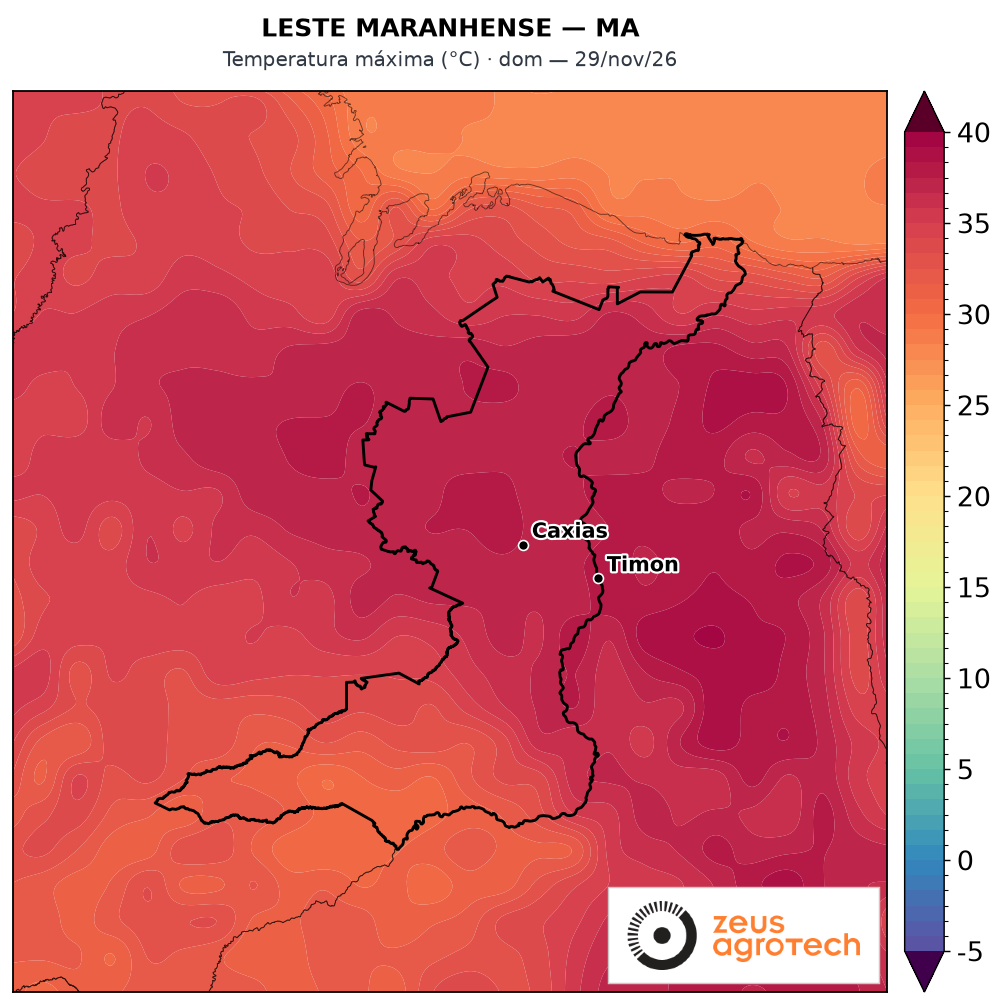 LESTE MARANHENSE — MA
Temperatura máxima (°C) · dom — 29/nov/26
40
35
30
25
20
15
10
5
0
-5
Caxias
Timon
zeus
agrotech